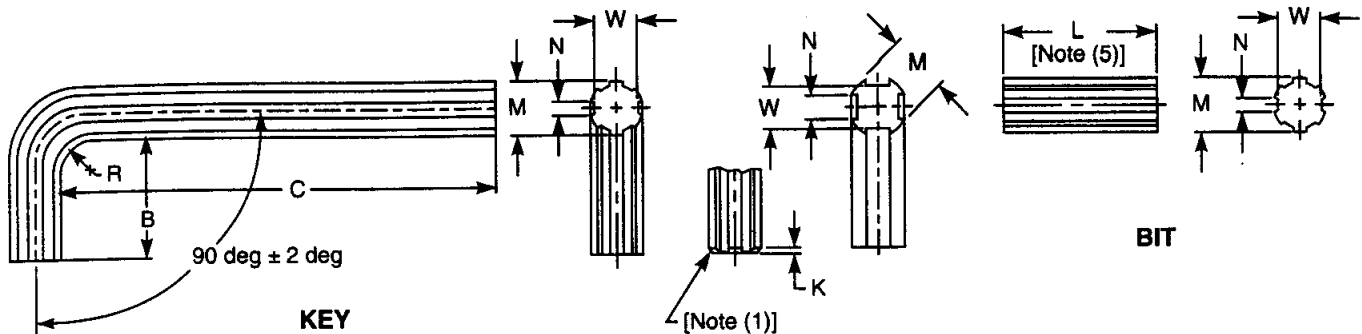 W
N
M
R
C
B
90 deg ± 2 deg
KEY
N
M
W
K
[Note (1)]
L
[Note (5)]
W
N
M
BIT